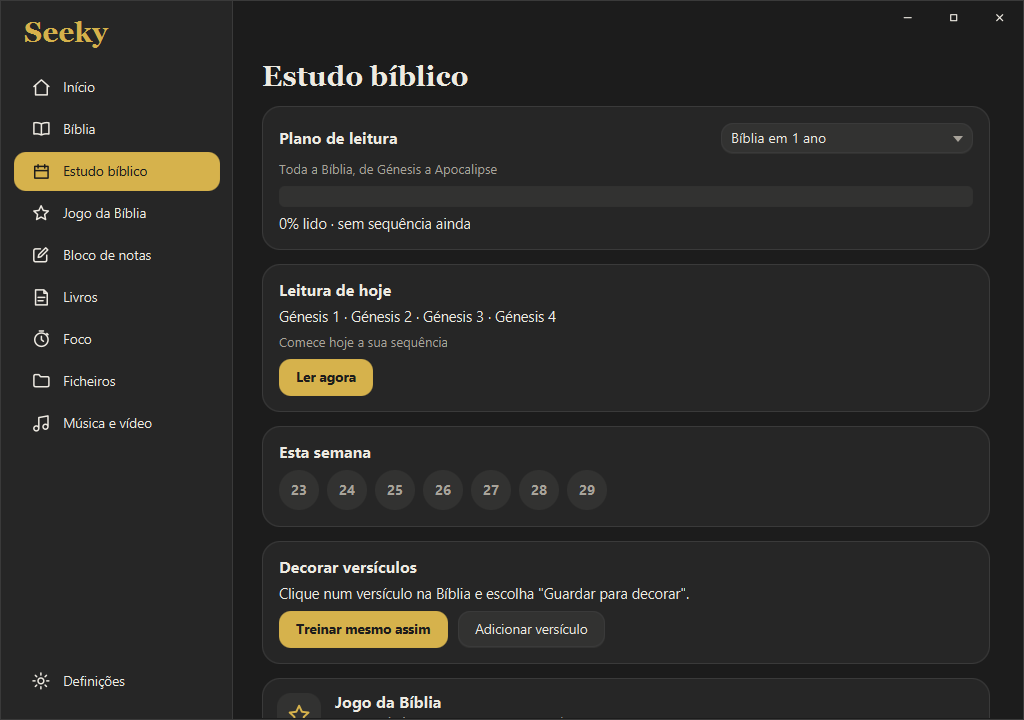 Seeky
Início
Bíblia
Estudo bíblico
Jogo da Bíblia
Bloco de notas
Livros
Foco
Ficheiros
Música e vídeo
Definições
Estudo bíblico
Plano de leitura
Bíblia em 1 ano
Toda a Bíblia, de Génesis a Apocalipse
0% lido · sem sequência ainda
Leitura de hoje
Génesis 1 · Génesis 2 · Génesis 3 · Génesis 4
Comece hoje a sua sequência
Ler agora
Esta semana
23 24 25 26 27 28 29
Decorar versículos
Clique num versículo na Bíblia e escolha "Guardar para decorar".
Treinar mesmo assim
Adicionar versículo
Jogo da Bíblia